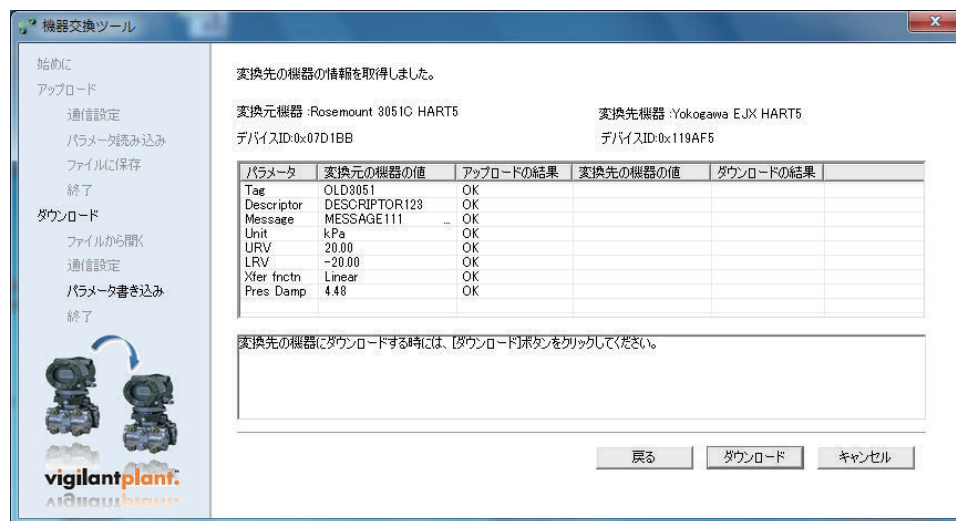 機器交換ツール
始めに
アップロード
通信設定
パラメータ読み込み
ファイルに保存
終了
ダウンロード
ファイルから開く
通信設定
パラメータ書き込み
終了
vigilantplant.
変換先の機器の情報を取得しました。
変換元機器 :Rosemount 3051C HART5 変換先機器 :Yokogawa EJX HART5
デバイスID:0x07D1BB デバイスID:0x119AF5
パラメータ 変換元の機器の値 アップロードの結果 変換先の機器の値 ダウンロードの結果
Tag OLD3051 OK
Descriptor DESCRIPTOR123 OK
Message MESSAGE111 ... OK
Unit kPa OK
URV 20.00 OK
LRV -20.00 OK
Xfer fnctn Linear OK
Pres Damp 4.48 OK
変換先の機器にダウンロードする時には、[ダウンロード]ボタンをクリックしてください。
戻る ダウンロード キャンセル